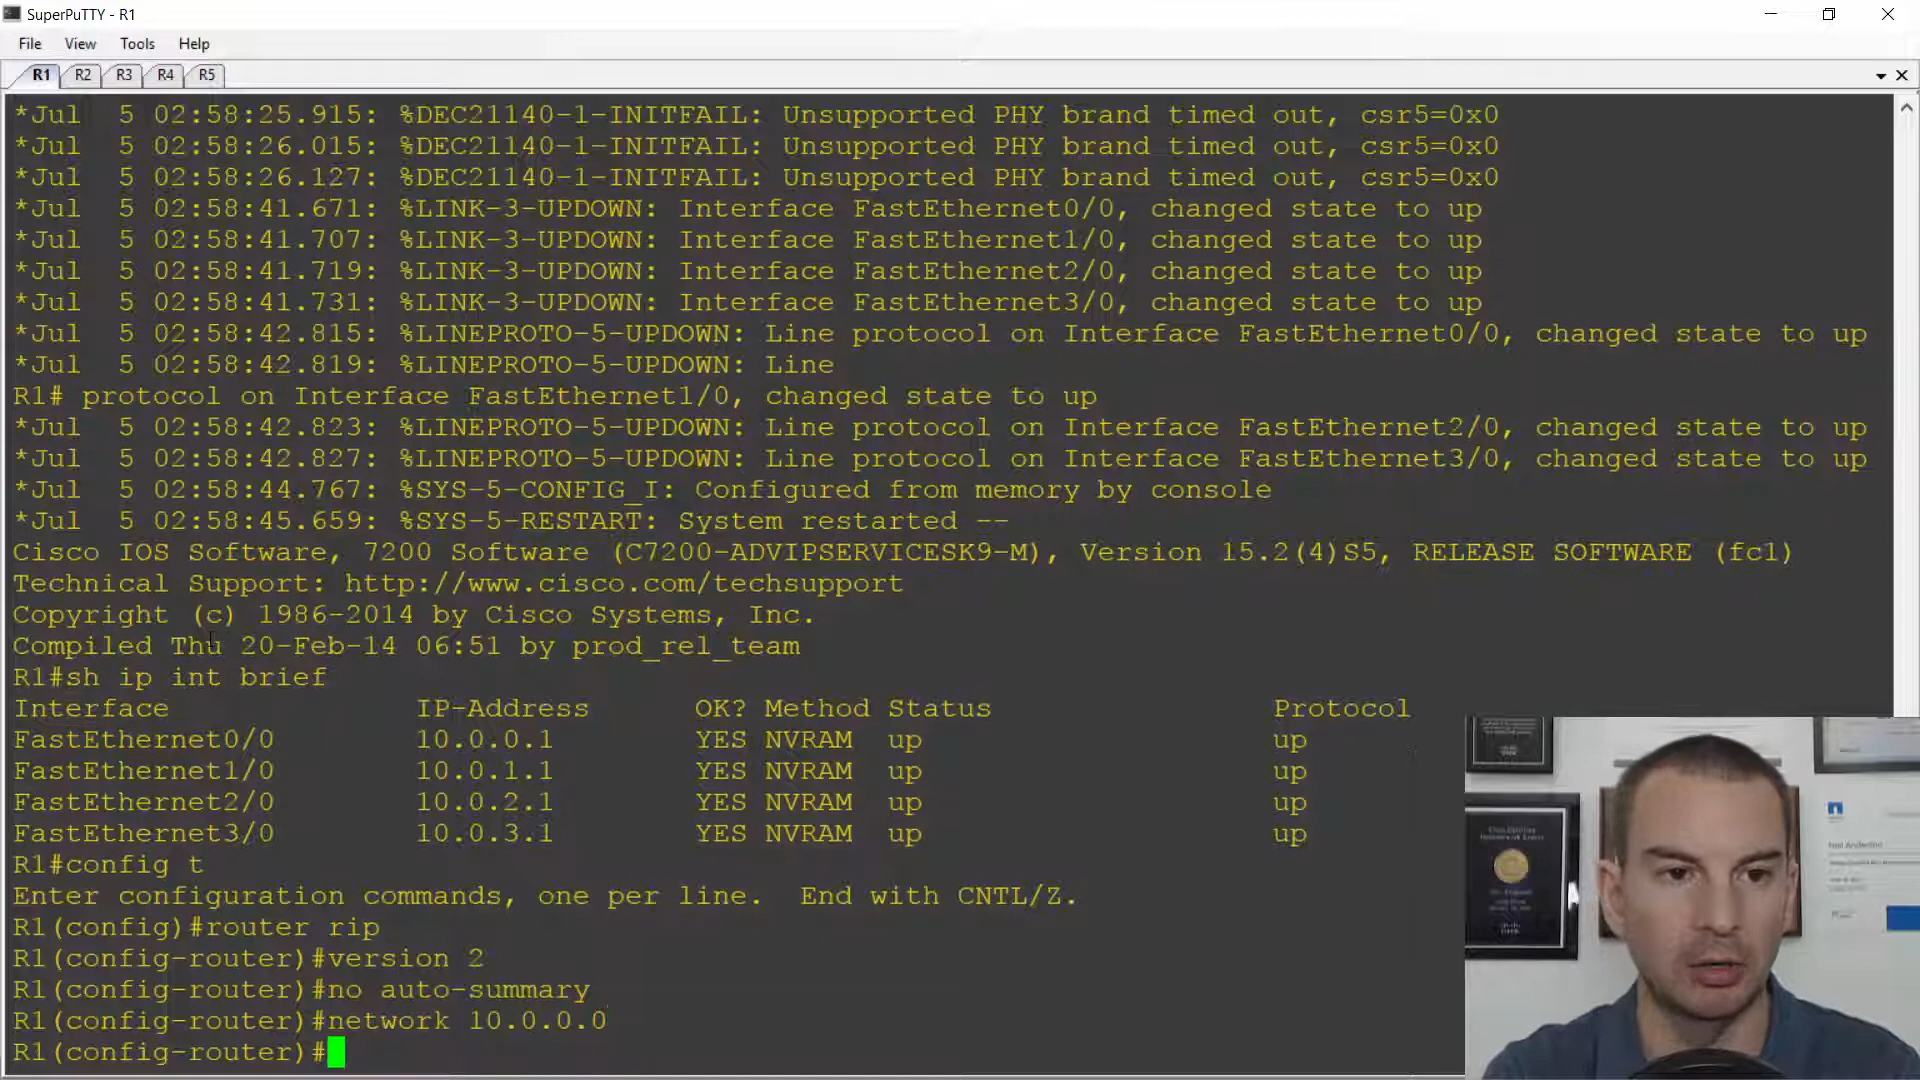 SuperPuTTY - R1
File View Tools Help
R1 R2 R3 R4 R5
*Jul  5 02:58:25.915: %DEC21140-1-INITFAIL: Unsupported PHY brand timed out, csr5=0x0
*Jul  5 02:58:26.015: %DEC21140-1-INITFAIL: Unsupported PHY brand timed out, csr5=0x0
*Jul  5 02:58:26.127: %DEC21140-1-INITFAIL: Unsupported PHY brand timed out, csr5=0x0
*Jul  5 02:58:41.671: %LINK-3-UPDOWN: Interface FastEthernet0/0, changed state to up
*Jul  5 02:58:41.707: %LINK-3-UPDOWN: Interface FastEthernet1/0, changed state to up
*Jul  5 02:58:41.719: %LINK-3-UPDOWN: Interface FastEthernet2/0, changed state to up
*Jul  5 02:58:41.731: %LINK-3-UPDOWN: Interface FastEthernet3/0, changed state to up
*Jul  5 02:58:42.815: %LINEPROTO-5-UPDOWN: Line protocol on Interface FastEthernet0/0, changed state to up
*Jul  5 02:58:42.819: %LINEPROTO-5-UPDOWN: Line
R1# protocol on Interface FastEthernet1/0, changed state to up
*Jul  5 02:58:42.823: %LINEPROTO-5-UPDOWN: Line protocol on Interface FastEthernet2/0, changed state to up
*Jul  5 02:58:42.827: %LINEPROTO-5-UPDOWN: Line protocol on Interface FastEthernet3/0, changed state to up
*Jul  5 02:58:44.767: %SYS-5-CONFIG_I: Configured from memory by console
*Jul  5 02:58:45.659: %SYS-5-RESTART: System restarted --
Cisco IOS Software, 7200 Software (C7200-ADVIPSERVICESK9-M), Version 15.2(4)S5, RELEASE SOFTWARE (fc1)
Technical Support: http://www.cisco.com/techsupport
Copyright (c) 1986-2014 by Cisco Systems, Inc.
Compiled Thu 20-Feb-14 06:51 by prod_rel_team
R1#sh ip int brief
Interface IP-Address OK? Method Status Protocol
FastEthernet0/0 10.0.0.1 YES NVRAM up up
FastEthernet1/0 10.0.1.1 YES NVRAM up up
FastEthernet2/0 10.0.2.1 YES NVRAM up up
FastEthernet3/0 10.0.3.1 YES NVRAM up up
R1#config t
Enter configuration commands, one per line.  End with CNTL/Z.
R1(config)#router rip
R1(config-router)#version 2
R1(config-router)#no auto-summary
R1(config-router)#network 10.0.0.0
R1(config-router)#